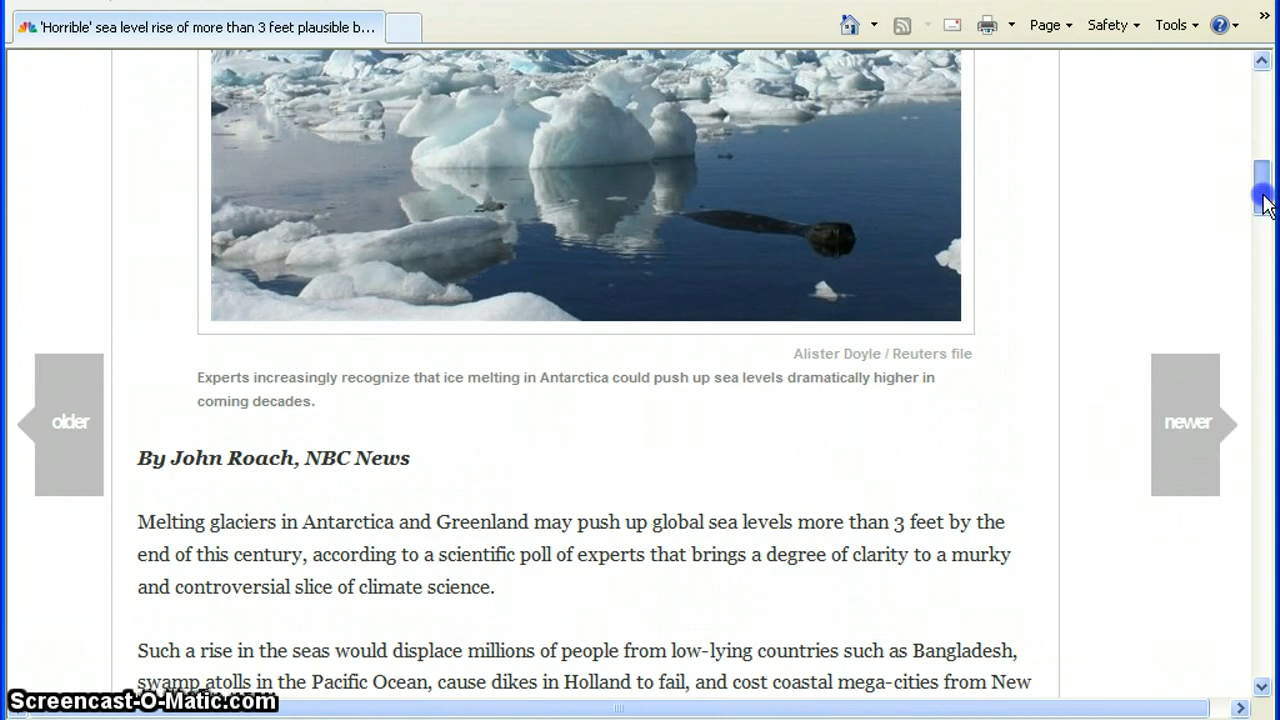 'Horrible' sea level rise of more than 3 feet plausible b...
Page
Safety
Tools
Alister Doyle / Reuters file
Experts increasingly recognize that ice melting in Antarctica could push up sea levels dramatically higher in
coming decades.
older
newer
By John Roach, NBC News
Melting glaciers in Antarctica and Greenland may push up global sea levels more than 3 feet by the
end of this century, according to a scientific poll of experts that brings a degree of clarity to a murky
and controversial slice of climate science.
Such a rise in the seas would displace millions of people from low-lying countries such as Bangladesh,
swamp atolls in the Pacific Ocean, cause dikes in Holland to fail, and cost coastal mega-cities from New
Screencast-O-Matic.com